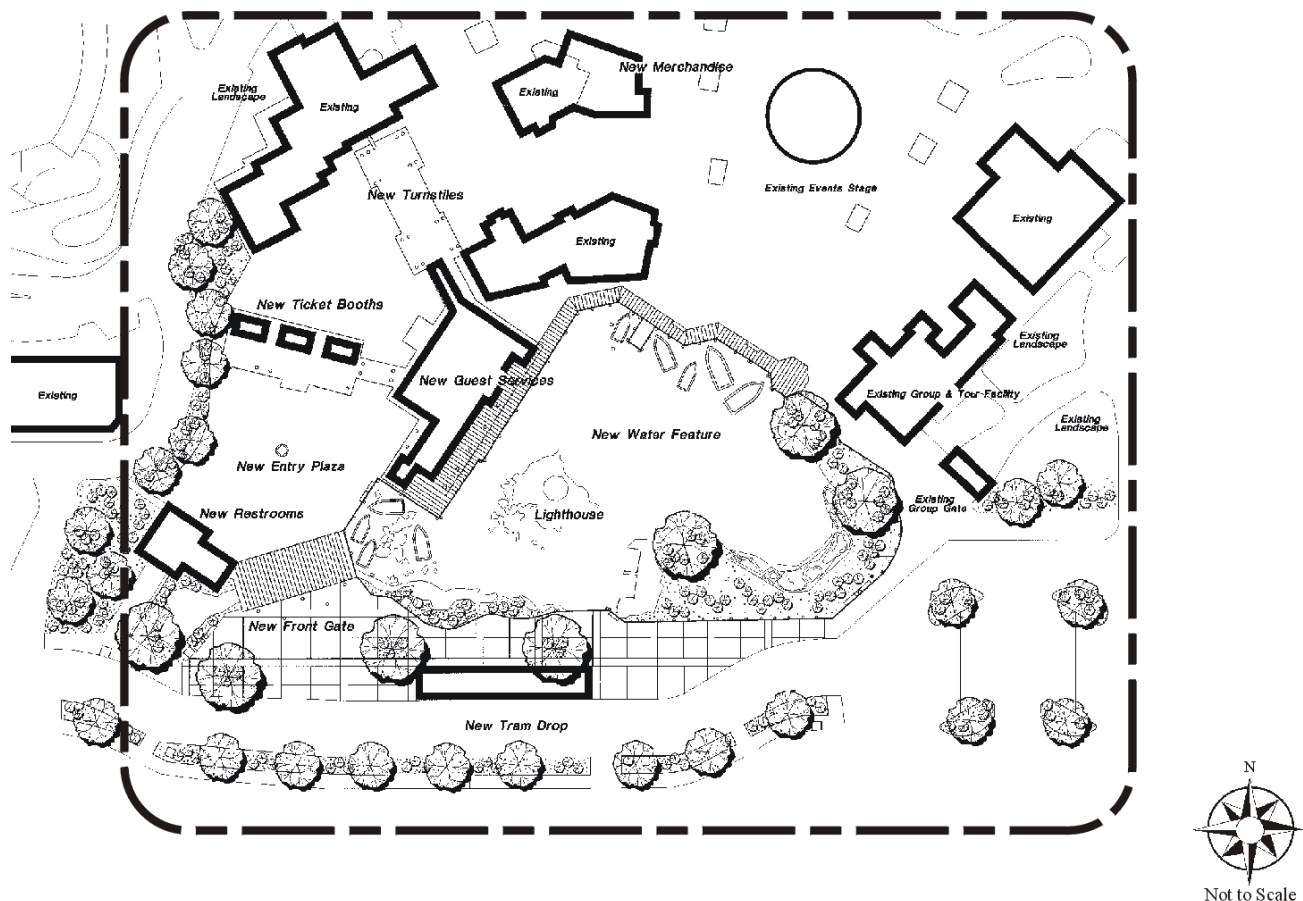 New Merchandise
Existing
Landscape
Existing
Existing
Existing Events Stage
New Turnstiles
Existing
Existing
New Ticket Booths
Existing
Landscape
New Guest Services
Existing
Existing Group & Tour Facility
Existing
Landscape
New Water Feature
New Entry Plaza
Existing
Group Gate
New Restrooms
Lighthouse
New Front Gate
New Tram Drop
N
Not to Scale